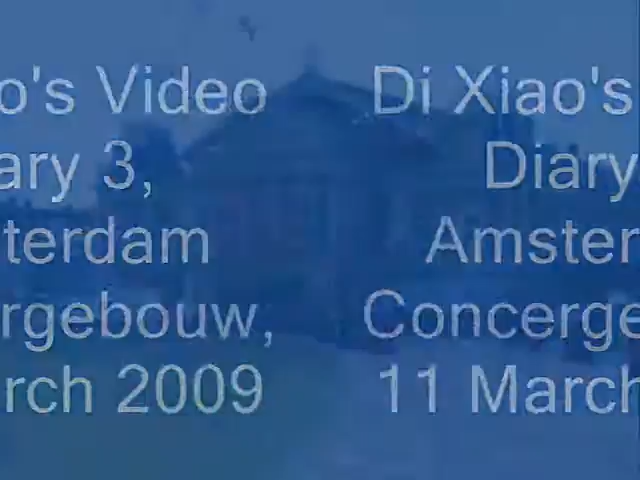 o's Video Di Xiao's
ary 3, Diary
terdam Amster
rgebouw, Concerge
rch 2009 11 March